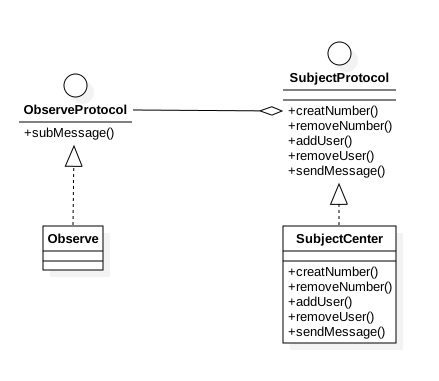 SubjectProtocol
ObserveProtocol
+subMessage()
+creatNumber()
+removeNumber()
+addUser()
+removeUser()
+sendMessage()
Observe
SubjectCenter
+creatNumber()
+removeNumber()
+addUser()
+removeUser()
+sendMessage()